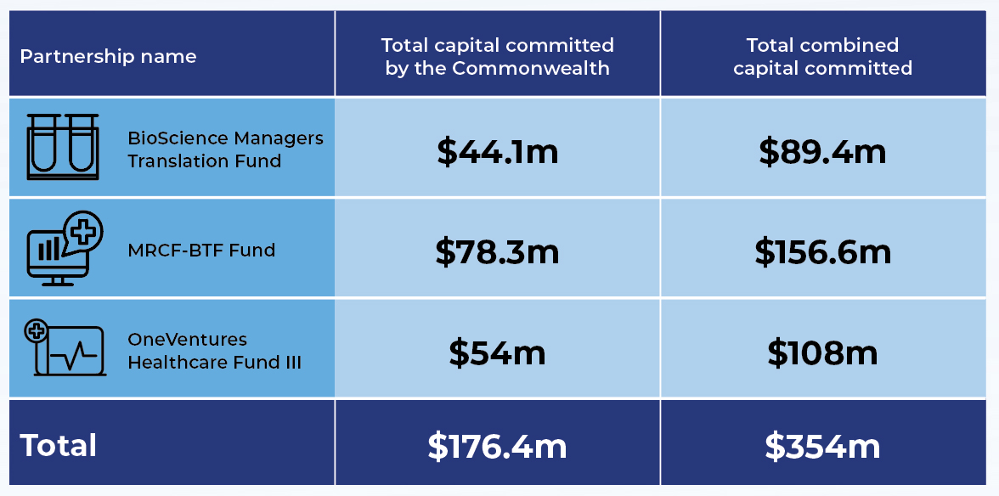 Partnership name
Total capital committed
by the Commonwealth
Total combined
capital committed
BioScience Managers
Translation Fund
$44.1m
$89.4m
MRCF-BTF Fund
$78.3m
$156.6m
OneVentures
Healthcare Fund III
$54m
$108m
Total
$176.4m
$354m